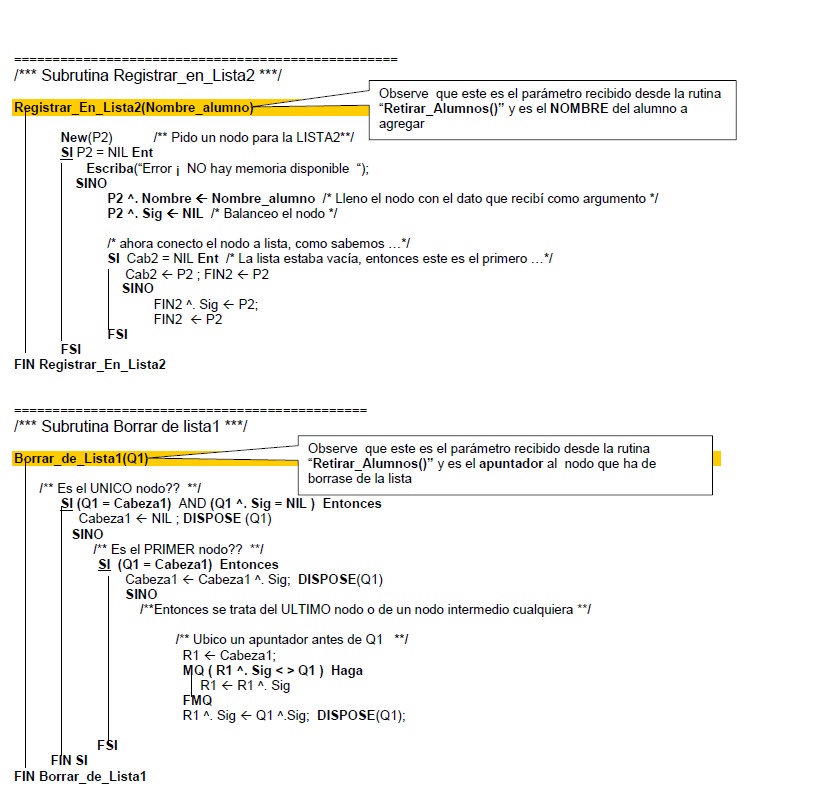 ==================================================
/*** Subrutina Registrar_en_Lista2 ***/
Registrar_En_Lista2(Nombre_alumno)
Observe que este es el parámetro recibido desde la rutina
“Retirar_Alumnos()” y es el NOMBRE del alumno a
agregar
New(P2) /** Pido un nodo para la LISTA2**/
SI P2 = NIL Ent
Escriba(“Error ¡ NO hay memoria disponible “);
SINO
P2 ^. Nombre ← Nombre_alumno /* Lleno el nodo con el dato que recibí como argumento */
P2 ^. Sig ← NIL /* Balanceo el nodo */
/* ahora conecto el nodo a lista, como sabemos …*/
SI Cab2 = NIL Ent /* La lista estaba vacía, entonces este es el primero …*/
Cab2 ← P2 ; FIN2 ← P2
SINO
FIN2 ^. Sig ← P2;
FIN2 ← P2
FSI
FSI
FIN Registrar_En_Lista2
==============================================
/*** Subrutina Borrar de lista1 ***/
Borrar_de_Lista1(Q1)
Observe que este es el parámetro recibido desde la rutina
“Retirar_Alumnos()” y es el apuntador al nodo que ha de
borrase de la lista
/** Es el UNICO nodo?? **/
SI (Q1 = Cabeza1) AND (Q1 ^. Sig = NIL ) Entonces
Cabeza1 ← NIL ; DISPOSE (Q1)
SINO
/** Es el PRIMER nodo?? **/
SI (Q1 = Cabeza1) Entonces
Cabeza1 ← Cabeza1 ^. Sig; DISPOSE(Q1)
SINO
/**Entonces se trata del ULTIMO nodo o de un nodo intermedio cualquiera **/
/** Ubico un apuntador antes de Q1 **/
R1 ← Cabeza1;
MQ ( R1 ^. Sig < > Q1 ) Haga
R1 ← R1 ^. Sig
FMQ
R1 ^. Sig ← Q1 ^.Sig; DISPOSE(Q1);
FSI
FIN SI
FIN Borrar_de_Lista1